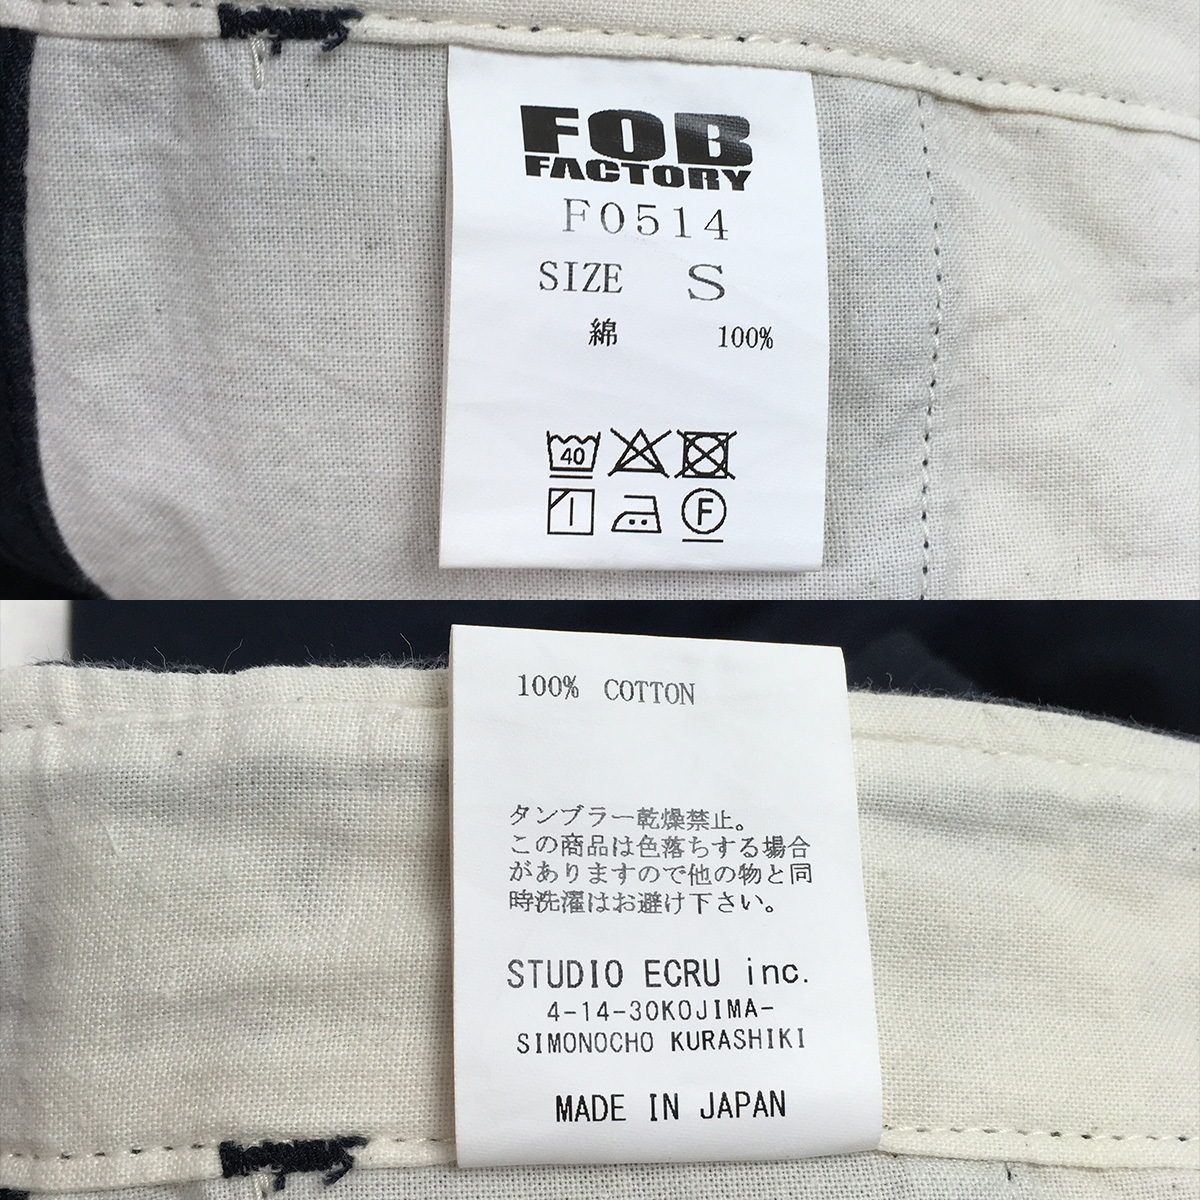 FOB
FACTORY
F0514
SIZE S
綿 100%
40
F
100% COTTON
タンブラー乾燥禁止。
この商品は色落ちする場合
がありますので他の物と同
時洗濯はお避け下さい。
STUDIO ECRU inc.
4-14-30KOJIMA-
SIMONOCHO KURASHIKI
MADE IN JAPAN